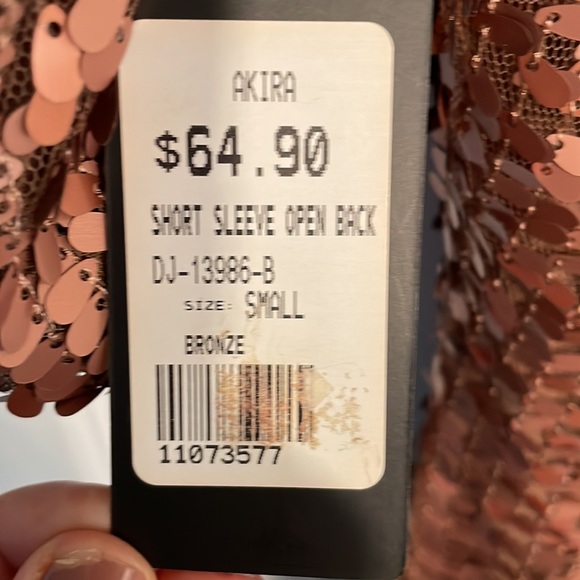 AKIRA
$64.90
SHORT SLEEVE OPEN BACK
DJ-13986-B
SIZE: SMALL
BRONZE
11073577